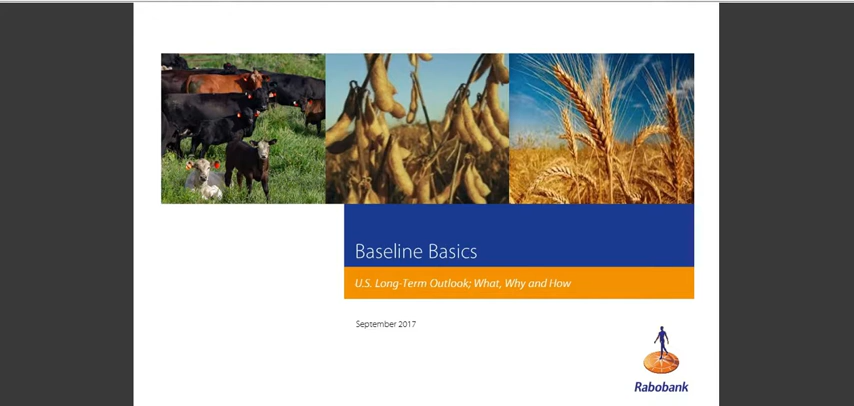 Baseline Basics
U.S. Long-Term Outlook; What, Why and How
September 2017
Rabobank